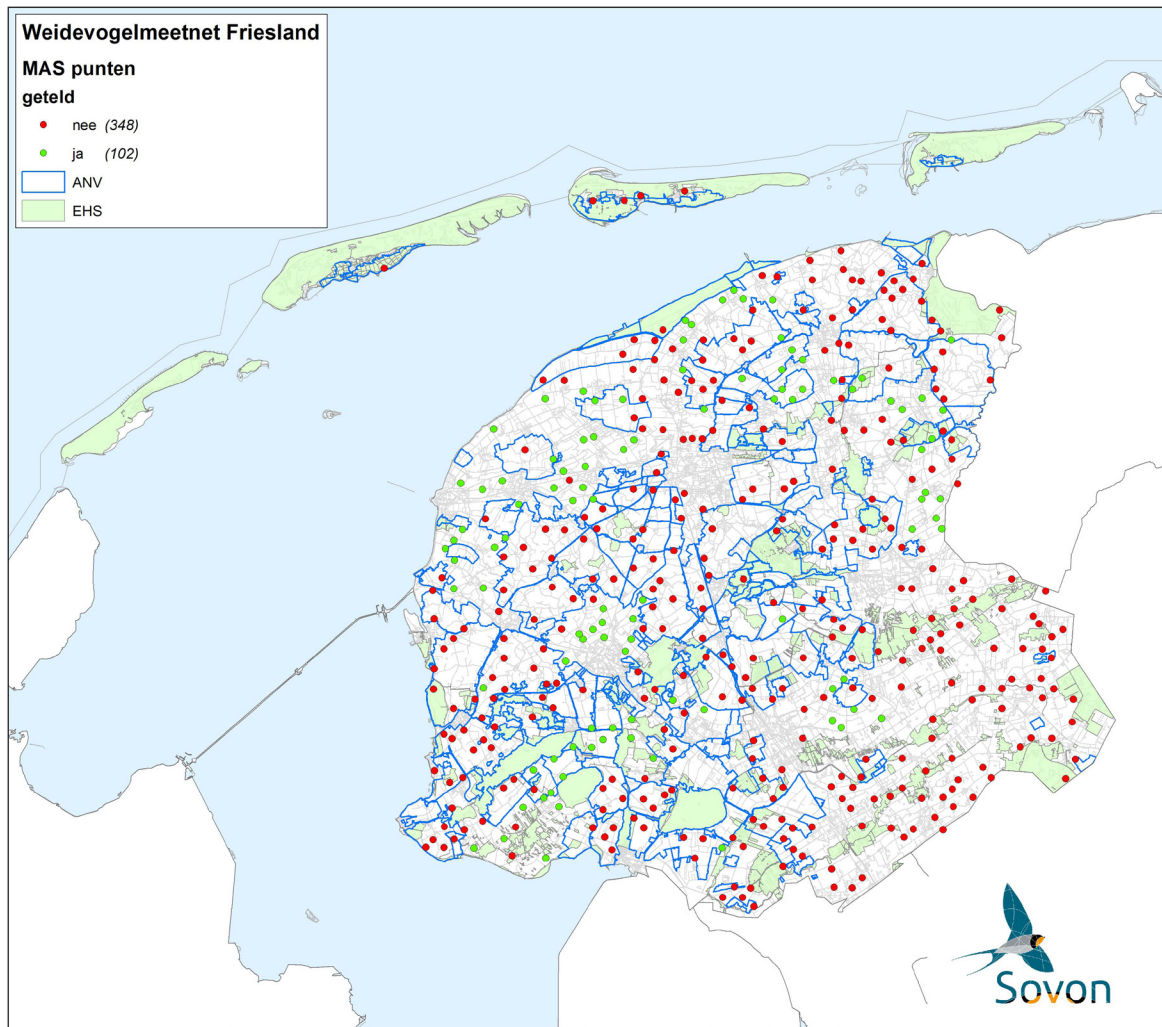 Weidevogelmeetnet Friesland
MAS punten
geteld
nee (348)
ja (102)
ANV
EHS
Sovon